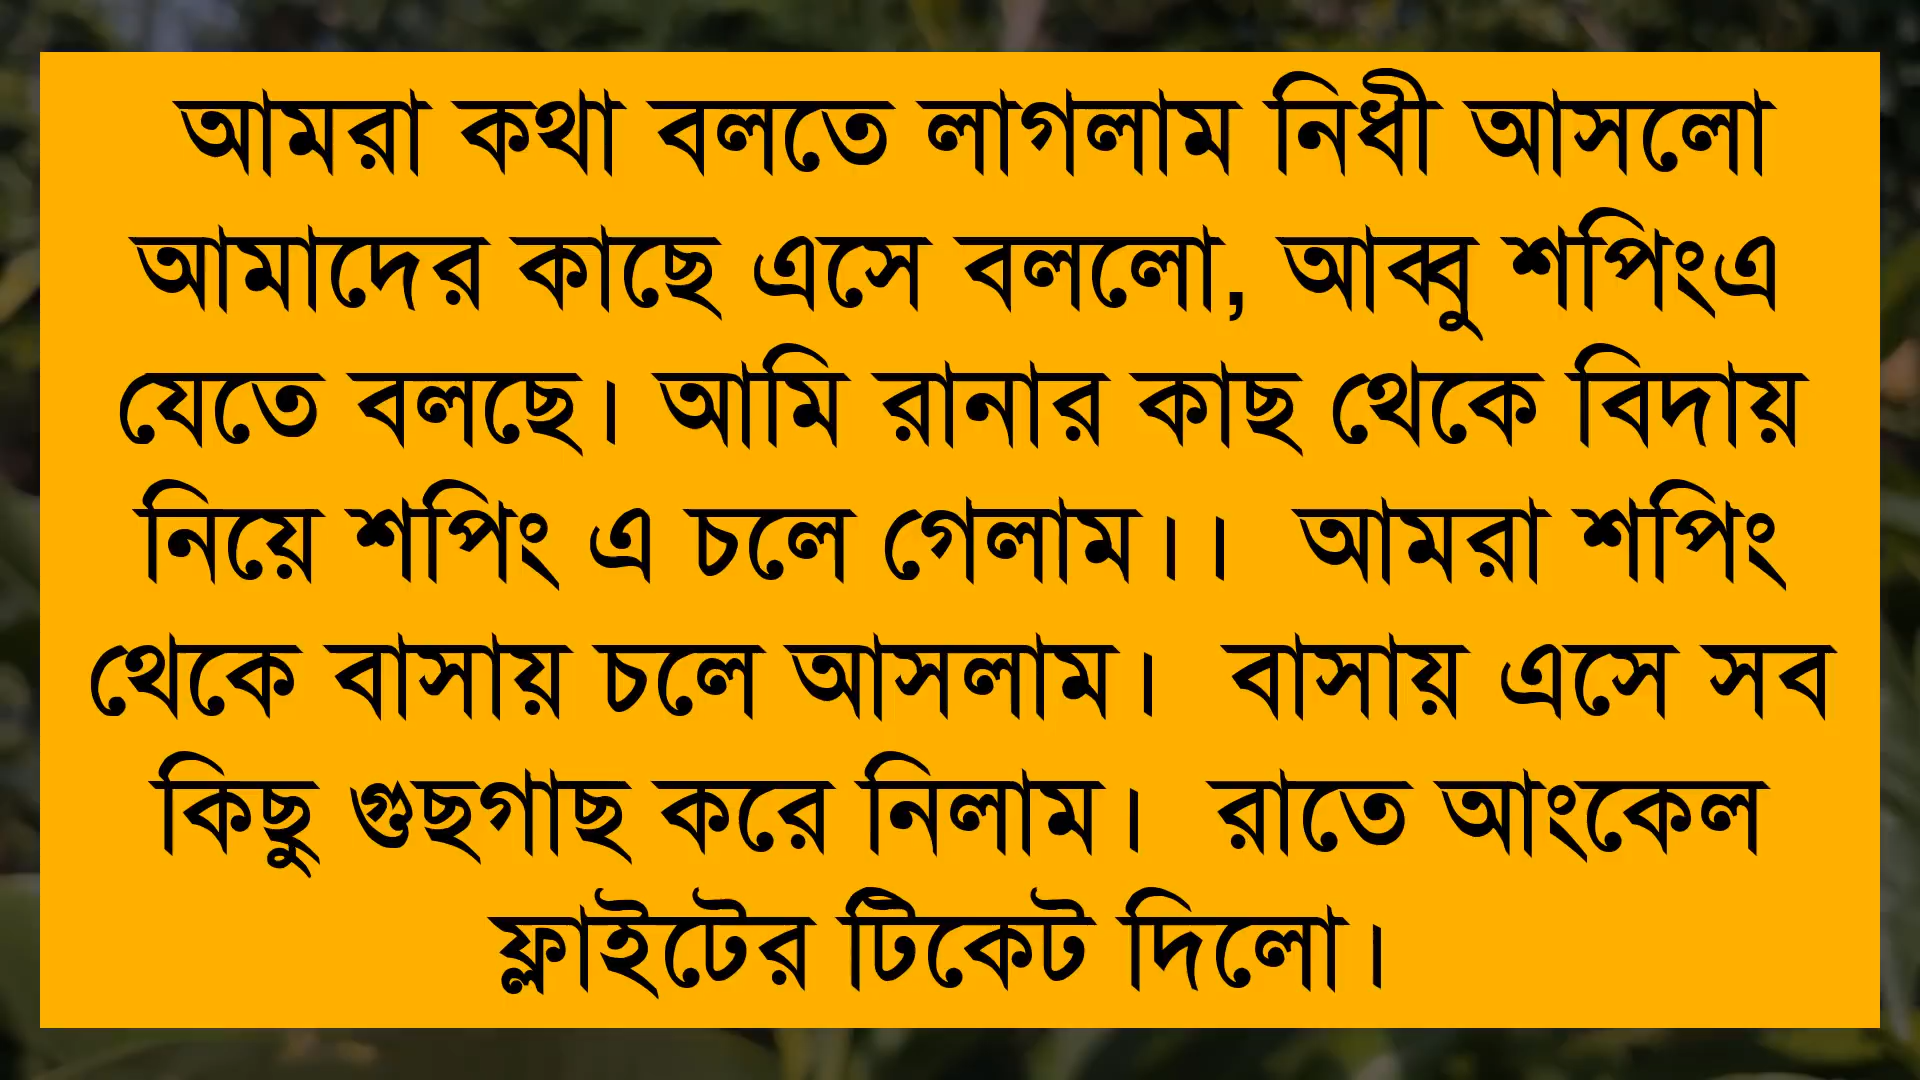 আমরা কথা বলতে লাগলাম নিধী আসলো
আমাদের কাছে এসে বললো, আব্বু শপিংএ
যেতে বলছে। আমি রানার কাছ থেকে বিদায়
নিয়ে শপিং এ চলে গেলাম।। আমরা শপিং
থেকে বাসায় চলে আসলাম। বাসায় এসে সব
কিছু গুছগাছ করে নিলাম। রাতে আংকেল
ফ্লাইটের টিকেট দিলো।